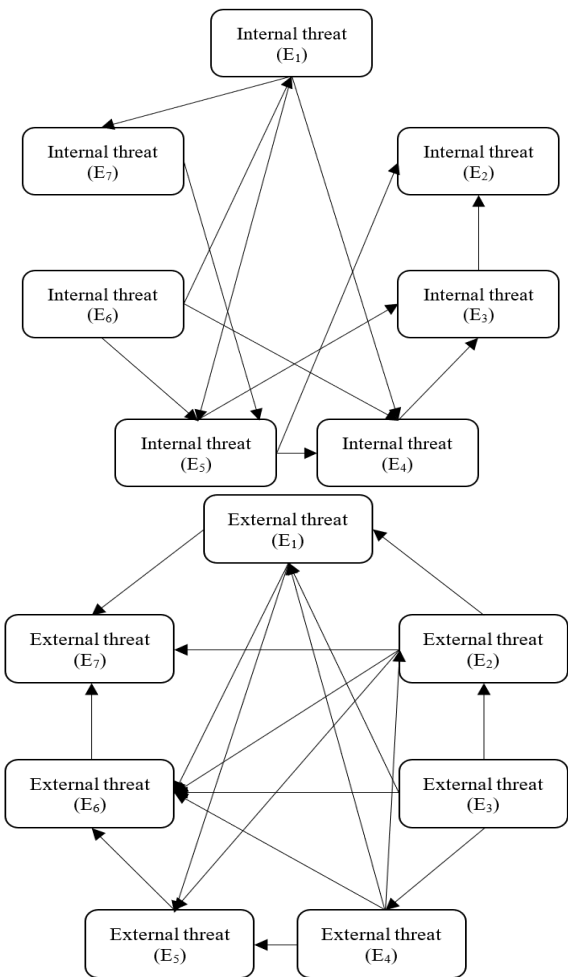 Internal threat
(E₁)
Internal threat
(E₇)
Internal threat
(E₂)
Internal threat
(E₆)
Internal threat
(E₃)
Internal threat
(E₅)
Internal threat
(E₄)
External threat
(E₁)
External threat
(E₇)
External threat
(E₂)
External threat
(E₆)
External threat
(E₃)
External threat
(E₅)
External threat
(E₄)